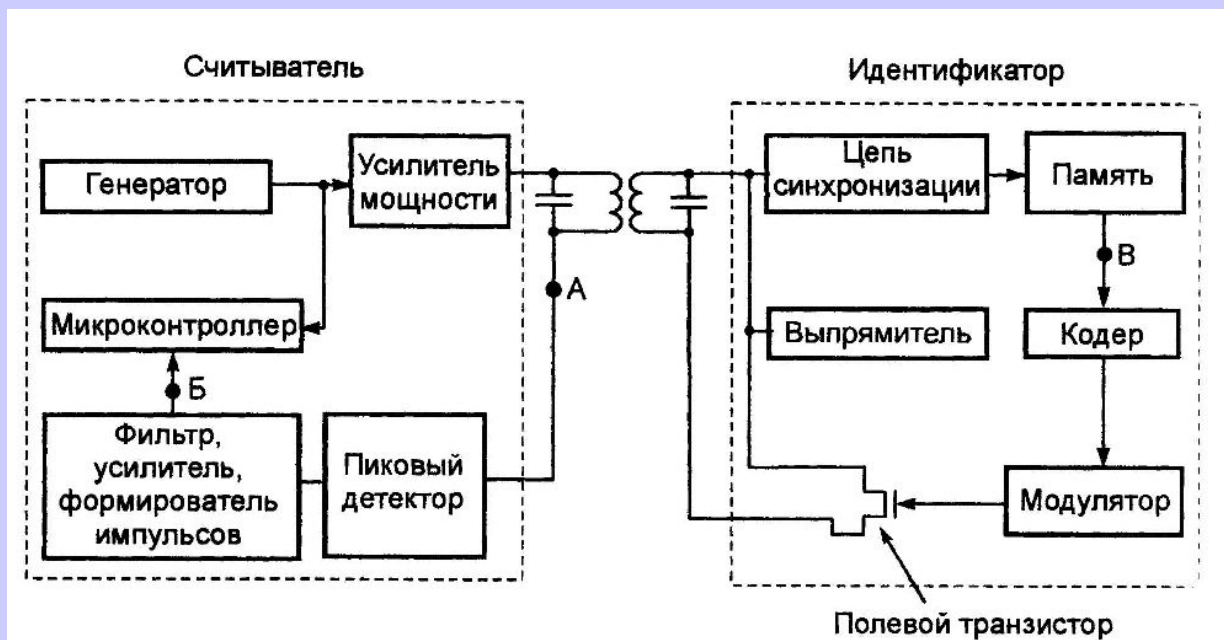 Считыватель
Идентификатор
Генератор
Усилитель
мощности
Цепь
синхронизации
Память
А
В
Микроконтроллер
Выпрямитель
Кодер
Б
Фильтр,
усилитель,
формирователь
импульсов
Пиковый
детектор
Модулятор
Полевой транзистор